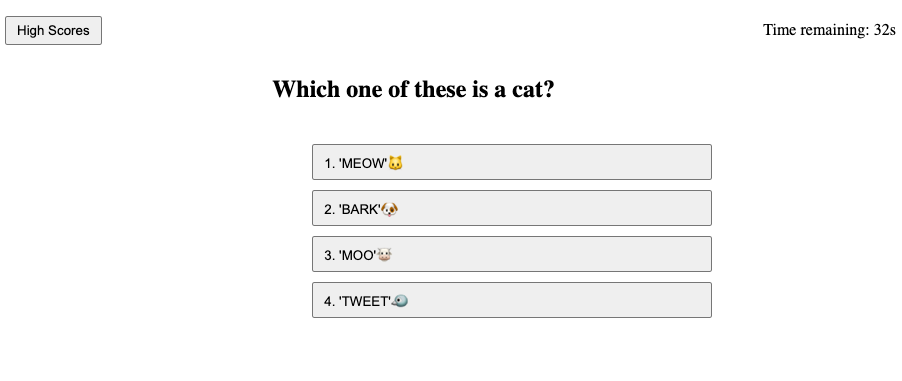 High Scores
Time remaining: 32s
Which one of these is a cat?
1. 'MEOW'🐱
2. 'BARK'🐶
3. 'MOO'🐮
4. 'TWEET'🐦